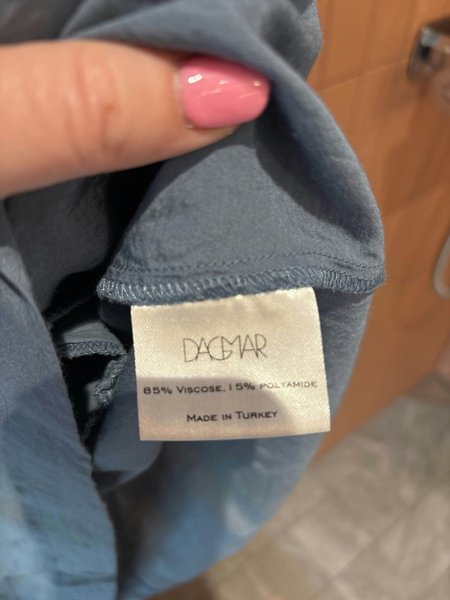 DAGMAR
85% VISCOSE, 15% POLYAMIDE
MADE IN TURKEY